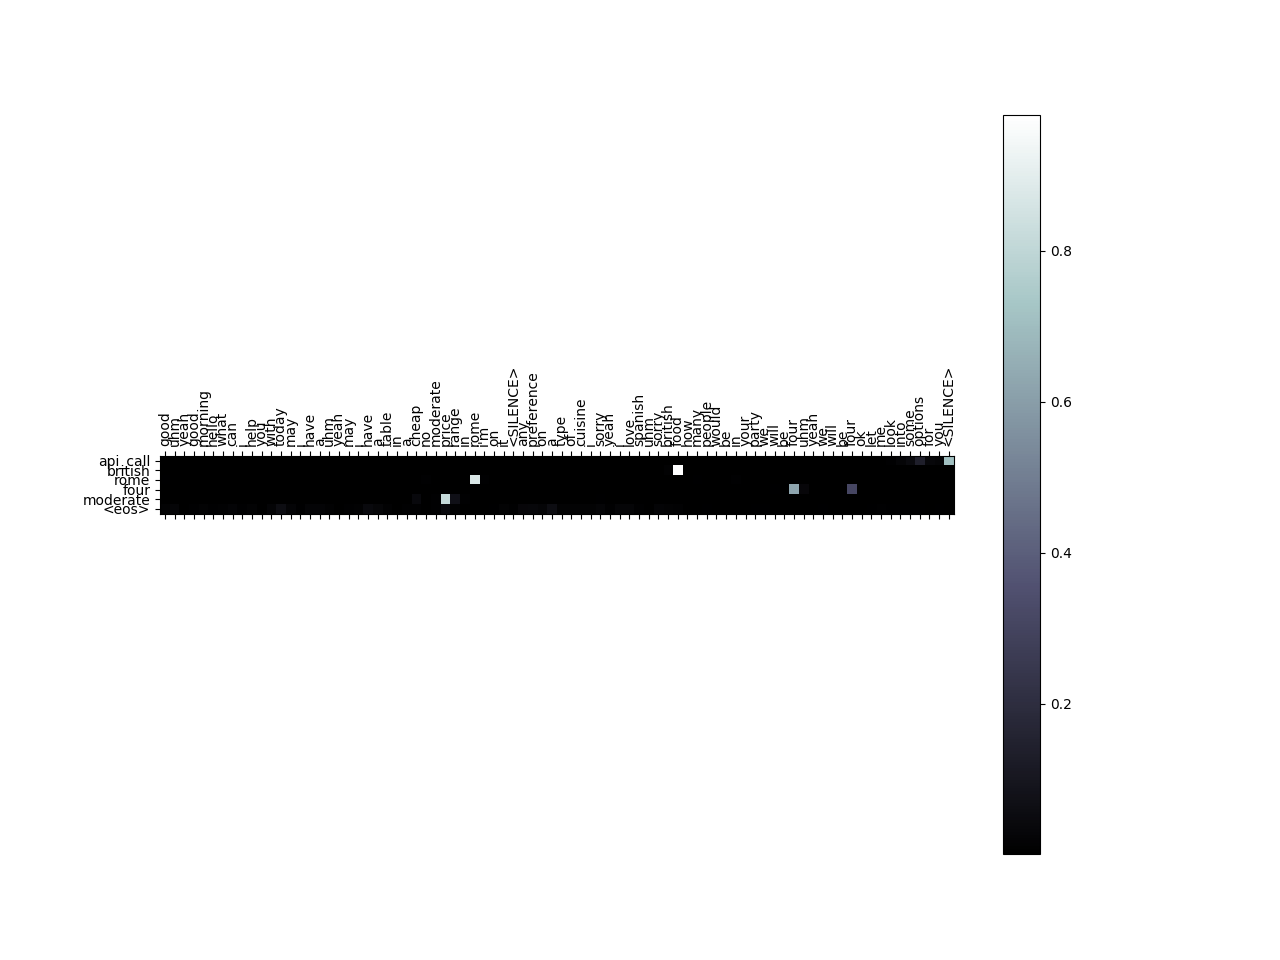 good uhm yeah good morning hello what can I help you with today may I have a uhm yeah may I have a table in a cheap no moderate price range in rome i'm on it <SILENCE> any preference on a type of cuisine I sorry yeah I love spanish uhm sorry british food how many people would be in your party we will be four uhm yeah we will be four ok let me look into some options for you <SILENCE>
api_call
british
rome
four
moderate
<eos>
0.8
0.6
0.4
0.2